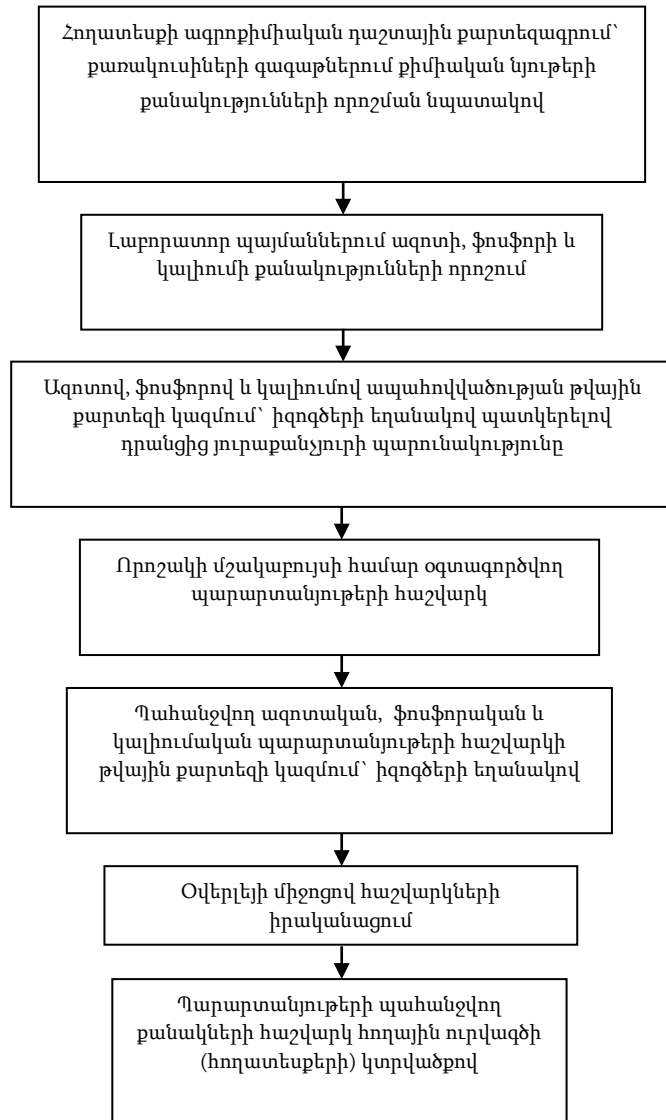 Հողատեսքի ագրոքիմիական դաշտային քարտեզագրում՝
քառակուսիների գագաթներում քիմիական նյութերի
քանակությունների որոշման նպատակով
Լաբորատոր պայմաններում ազոտի, ֆոսֆորի և
կալիումի քանակությունների որոշում
Ազոտով, ֆոսֆորով և կալիումով ապահովվածության թվային
քարտեզի կազմում՝ իզոգծերի եղանակով պատկերելով
դրանցից յուրաքանչյուրի պարունակությունը
Որոշակի մշակաբույսի համար օգտագործվող
պարարտանյութերի հաշվարկ
Պահանջվող ազոտական, ֆոսֆորական և
կալիումական պարարտանյութերի հաշվարկի
թվային քարտեզի կազմում՝ իզոգծերի եղանակով
Օվերլեյի միջոցով հաշվարկների
իրականացում
Պարարտանյութերի պահանջվող
քանակների հաշվարկ հողային ուրվագծի
(հողատեսքերի) կտրվածքով